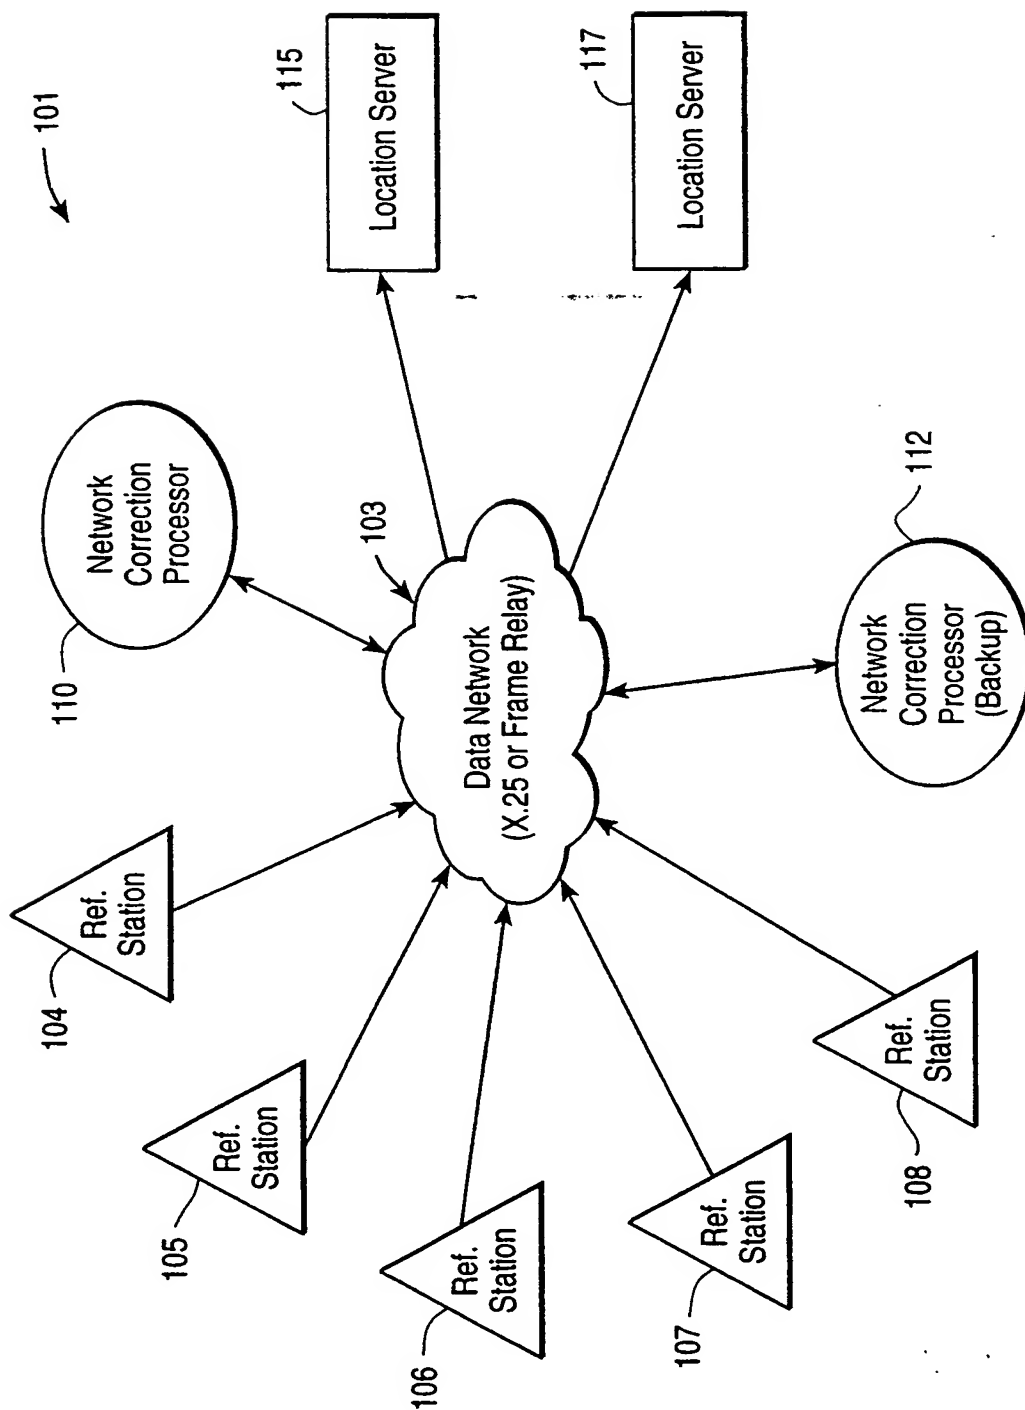 101
104
Ref.
Station
105
Ref.
Station
106
Ref.
Station
107
Ref.
Station
108
Ref.
Station
110
Network
Correction
Processor
103
Data Network
(X.25 or Frame Relay)
112
Network
Correction
Processor
(Backup)
115
Location Server
117
Location Server